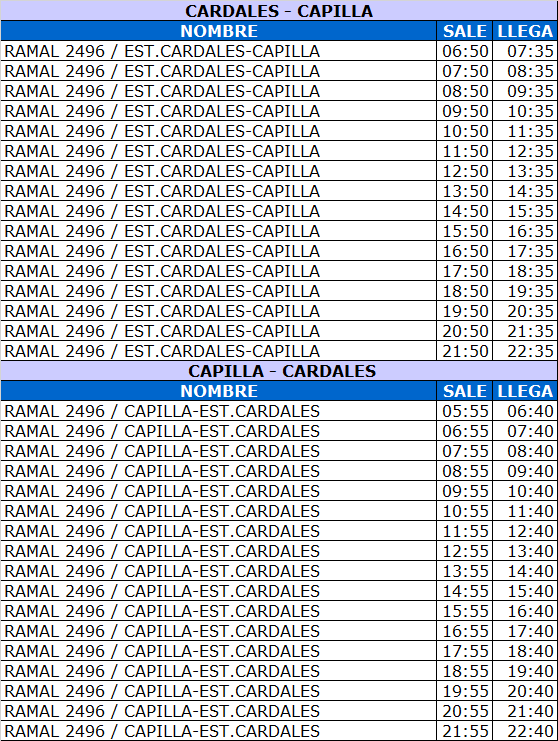 CARDALES - CAPILLA
NOMBRE SALE LLEGA
RAMAL 2496 / EST.CARDALES-CAPILLA 06:50 07:35
RAMAL 2496 / EST.CARDALES-CAPILLA 07:50 08:35
RAMAL 2496 / EST.CARDALES-CAPILLA 08:50 09:35
RAMAL 2496 / EST.CARDALES-CAPILLA 09:50 10:35
RAMAL 2496 / EST.CARDALES-CAPILLA 10:50 11:35
RAMAL 2496 / EST.CARDALES-CAPILLA 11:50 12:35
RAMAL 2496 / EST.CARDALES-CAPILLA 12:50 13:35
RAMAL 2496 / EST.CARDALES-CAPILLA 13:50 14:35
RAMAL 2496 / EST.CARDALES-CAPILLA 14:50 15:35
RAMAL 2496 / EST.CARDALES-CAPILLA 15:50 16:35
RAMAL 2496 / EST.CARDALES-CAPILLA 16:50 17:35
RAMAL 2496 / EST.CARDALES-CAPILLA 17:50 18:35
RAMAL 2496 / EST.CARDALES-CAPILLA 18:50 19:35
RAMAL 2496 / EST.CARDALES-CAPILLA 19:50 20:35
RAMAL 2496 / EST.CARDALES-CAPILLA 20:50 21:35
RAMAL 2496 / EST.CARDALES-CAPILLA 21:50 22:35
CAPILLA - CARDALES
NOMBRE SALE LLEGA
RAMAL 2496 / CAPILLA-EST.CARDALES 05:55 06:40
RAMAL 2496 / CAPILLA-EST.CARDALES 06:55 07:40
RAMAL 2496 / CAPILLA-EST.CARDALES 07:55 08:40
RAMAL 2496 / CAPILLA-EST.CARDALES 08:55 09:40
RAMAL 2496 / CAPILLA-EST.CARDALES 09:55 10:40
RAMAL 2496 / CAPILLA-EST.CARDALES 10:55 11:40
RAMAL 2496 / CAPILLA-EST.CARDALES 11:55 12:40
RAMAL 2496 / CAPILLA-EST.CARDALES 12:55 13:40
RAMAL 2496 / CAPILLA-EST.CARDALES 13:55 14:40
RAMAL 2496 / CAPILLA-EST.CARDALES 14:55 15:40
RAMAL 2496 / CAPILLA-EST.CARDALES 15:55 16:40
RAMAL 2496 / CAPILLA-EST.CARDALES 16:55 17:40
RAMAL 2496 / CAPILLA-EST.CARDALES 17:55 18:40
RAMAL 2496 / CAPILLA-EST.CARDALES 18:55 19:40
RAMAL 2496 / CAPILLA-EST.CARDALES 19:55 20:40
RAMAL 2496 / CAPILLA-EST.CARDALES 20:55 21:40
RAMAL 2496 / CAPILLA-EST.CARDALES 21:55 22:40